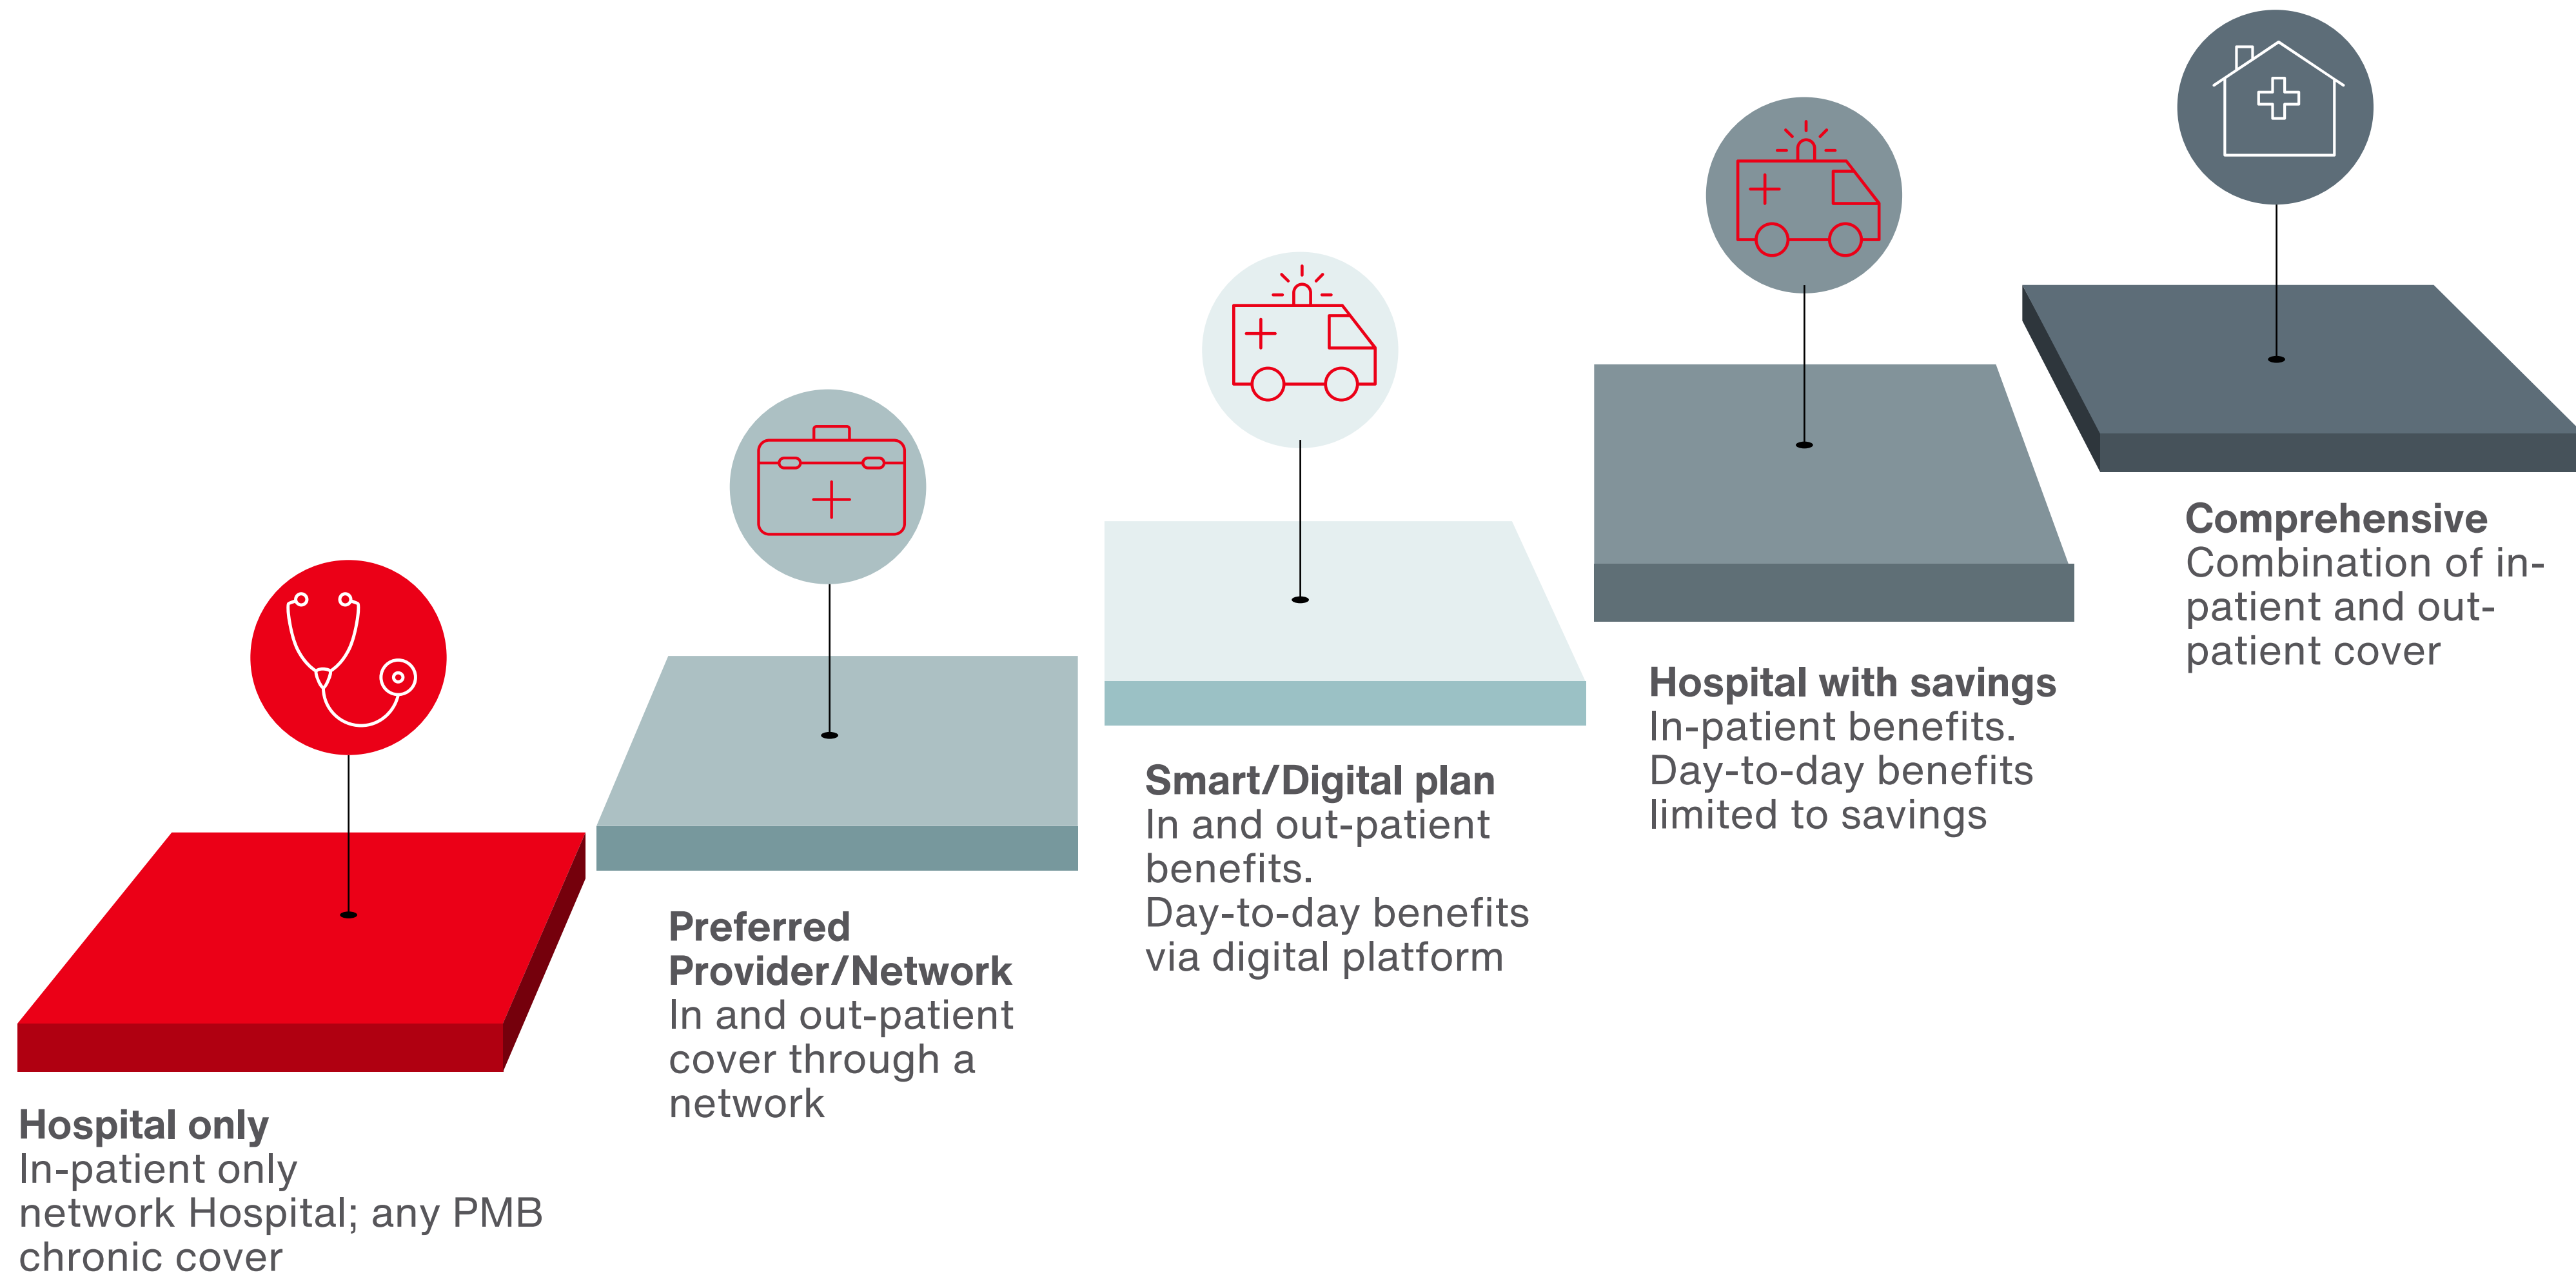 Hospital only
In-patient only
network Hospital; any PMB
chronic cover
Preferred
Provider/Network
In and out-patient
cover through a
network
Smart/Digital plan
In and out-patient
benefits.
Day-to-day benefits
via digital platform
Hospital with savings
In-patient benefits.
Day-to-day benefits
limited to savings
Comprehensive
Combination of in-
patient and out-
patient cover